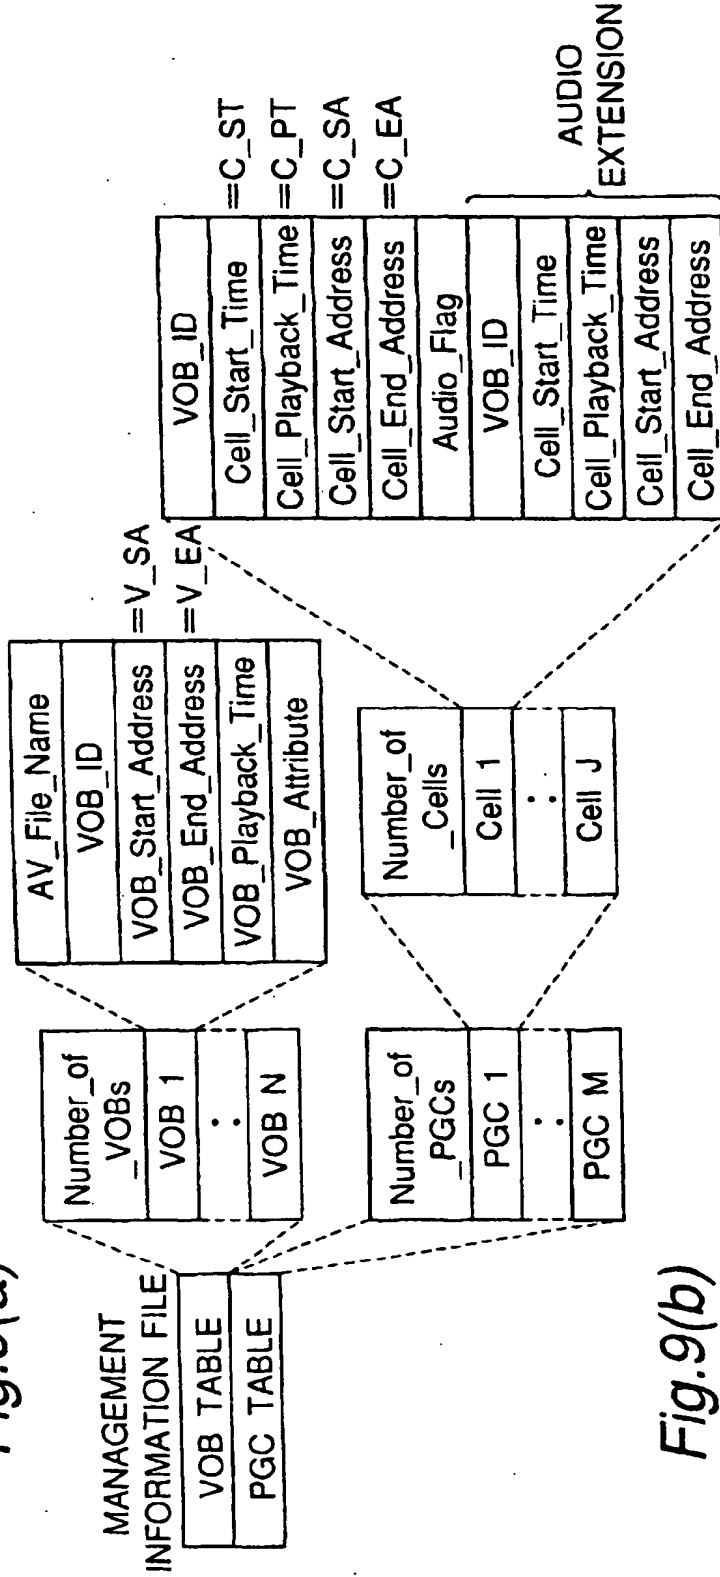 MANAGEMENT
INFORMATION FILE
VOB TABLE
PGC TABLE
Number_of
_VOBs
VOB 1
:
VOB N
AV_File_Name
VOB_ID
VOB_Start_Address
=V_SA
VOB_End_Address
=V_EA
VOB_Playback_Time
VOB_Attribute
Number_of
_PGCs
PGC 1
:
PGC M
Number_of
_Cells
Cell 1
:
Cell J
VOB_ID
Cell_Start_Time
=C_ST
Cell_Playback_Time
=C_PT
Cell_Start_Address
=C_SA
Cell_End_Address
=C_EA
Audio_Flag
VOB_ID
Cell_Start_Time
Cell_Playback_Time
Cell_Start_Address
Cell_End_Address
AUDIO
EXTENSION
Fig.9(b)